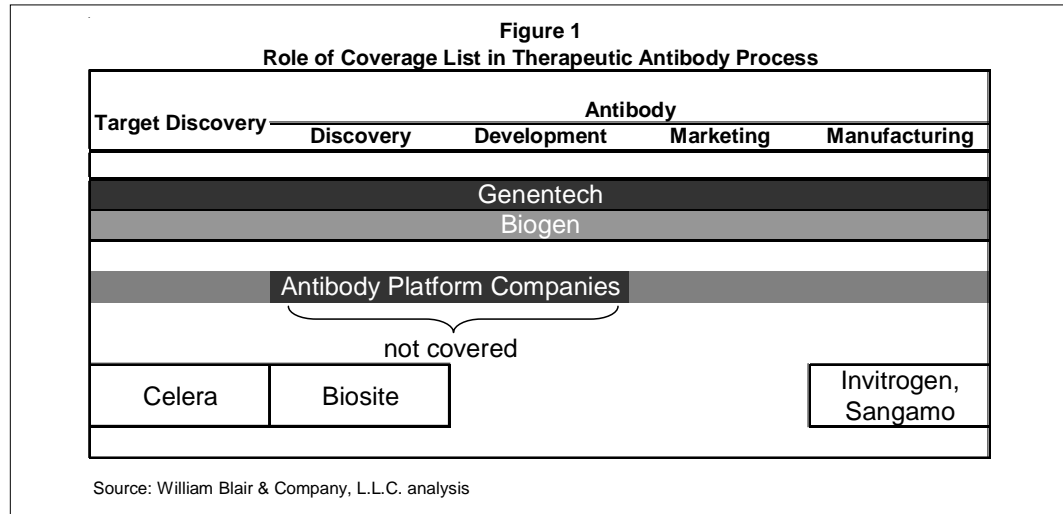 Figure 1
Role of Coverage List in Therapeutic Antibody Process
Antibody
Target Discovery
Discovery Development Marketing Manufacturing
Genentech
Biogen
Antibody Platform Companies
not covered
Celera Biosite Invitrogen,
Sangamo
Source: William Blair & Company, L.L.C. analysis